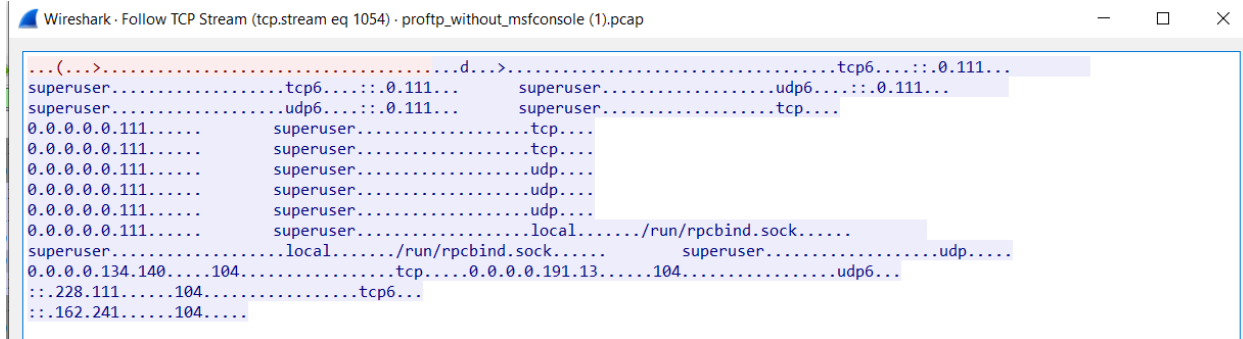 Wireshark · Follow TCP Stream (tcp.stream eq 1054) · proftp_without_msfconsole (1).pcap
...(...>.....................................…d...>....................................tcp6....::.0.111...
superuser...................tcp6....::.0.111... superuser...................udp6....::.0.111...
superuser...................udp6....::.0.111... superuser...................tcp....
0.0.0.0.0.111...... superuser...................tcp....
0.0.0.0.0.111...... superuser...................tcp....
0.0.0.0.0.111...... superuser...................udp....
0.0.0.0.0.111...... superuser...................udp....
0.0.0.0.0.111...... superuser...................udp....
0.0.0.0.0.111...... superuser...................local......./run/rpcbind.sock......
superuser...................local......./run/rpcbind.sock...... superuser...................udp.....
0.0.0.0.134.140.....104.................tcp.....0.0.0.0.191.13......104.................udp6...
::.228.111......104................tcp6...
::.162.241......104.....